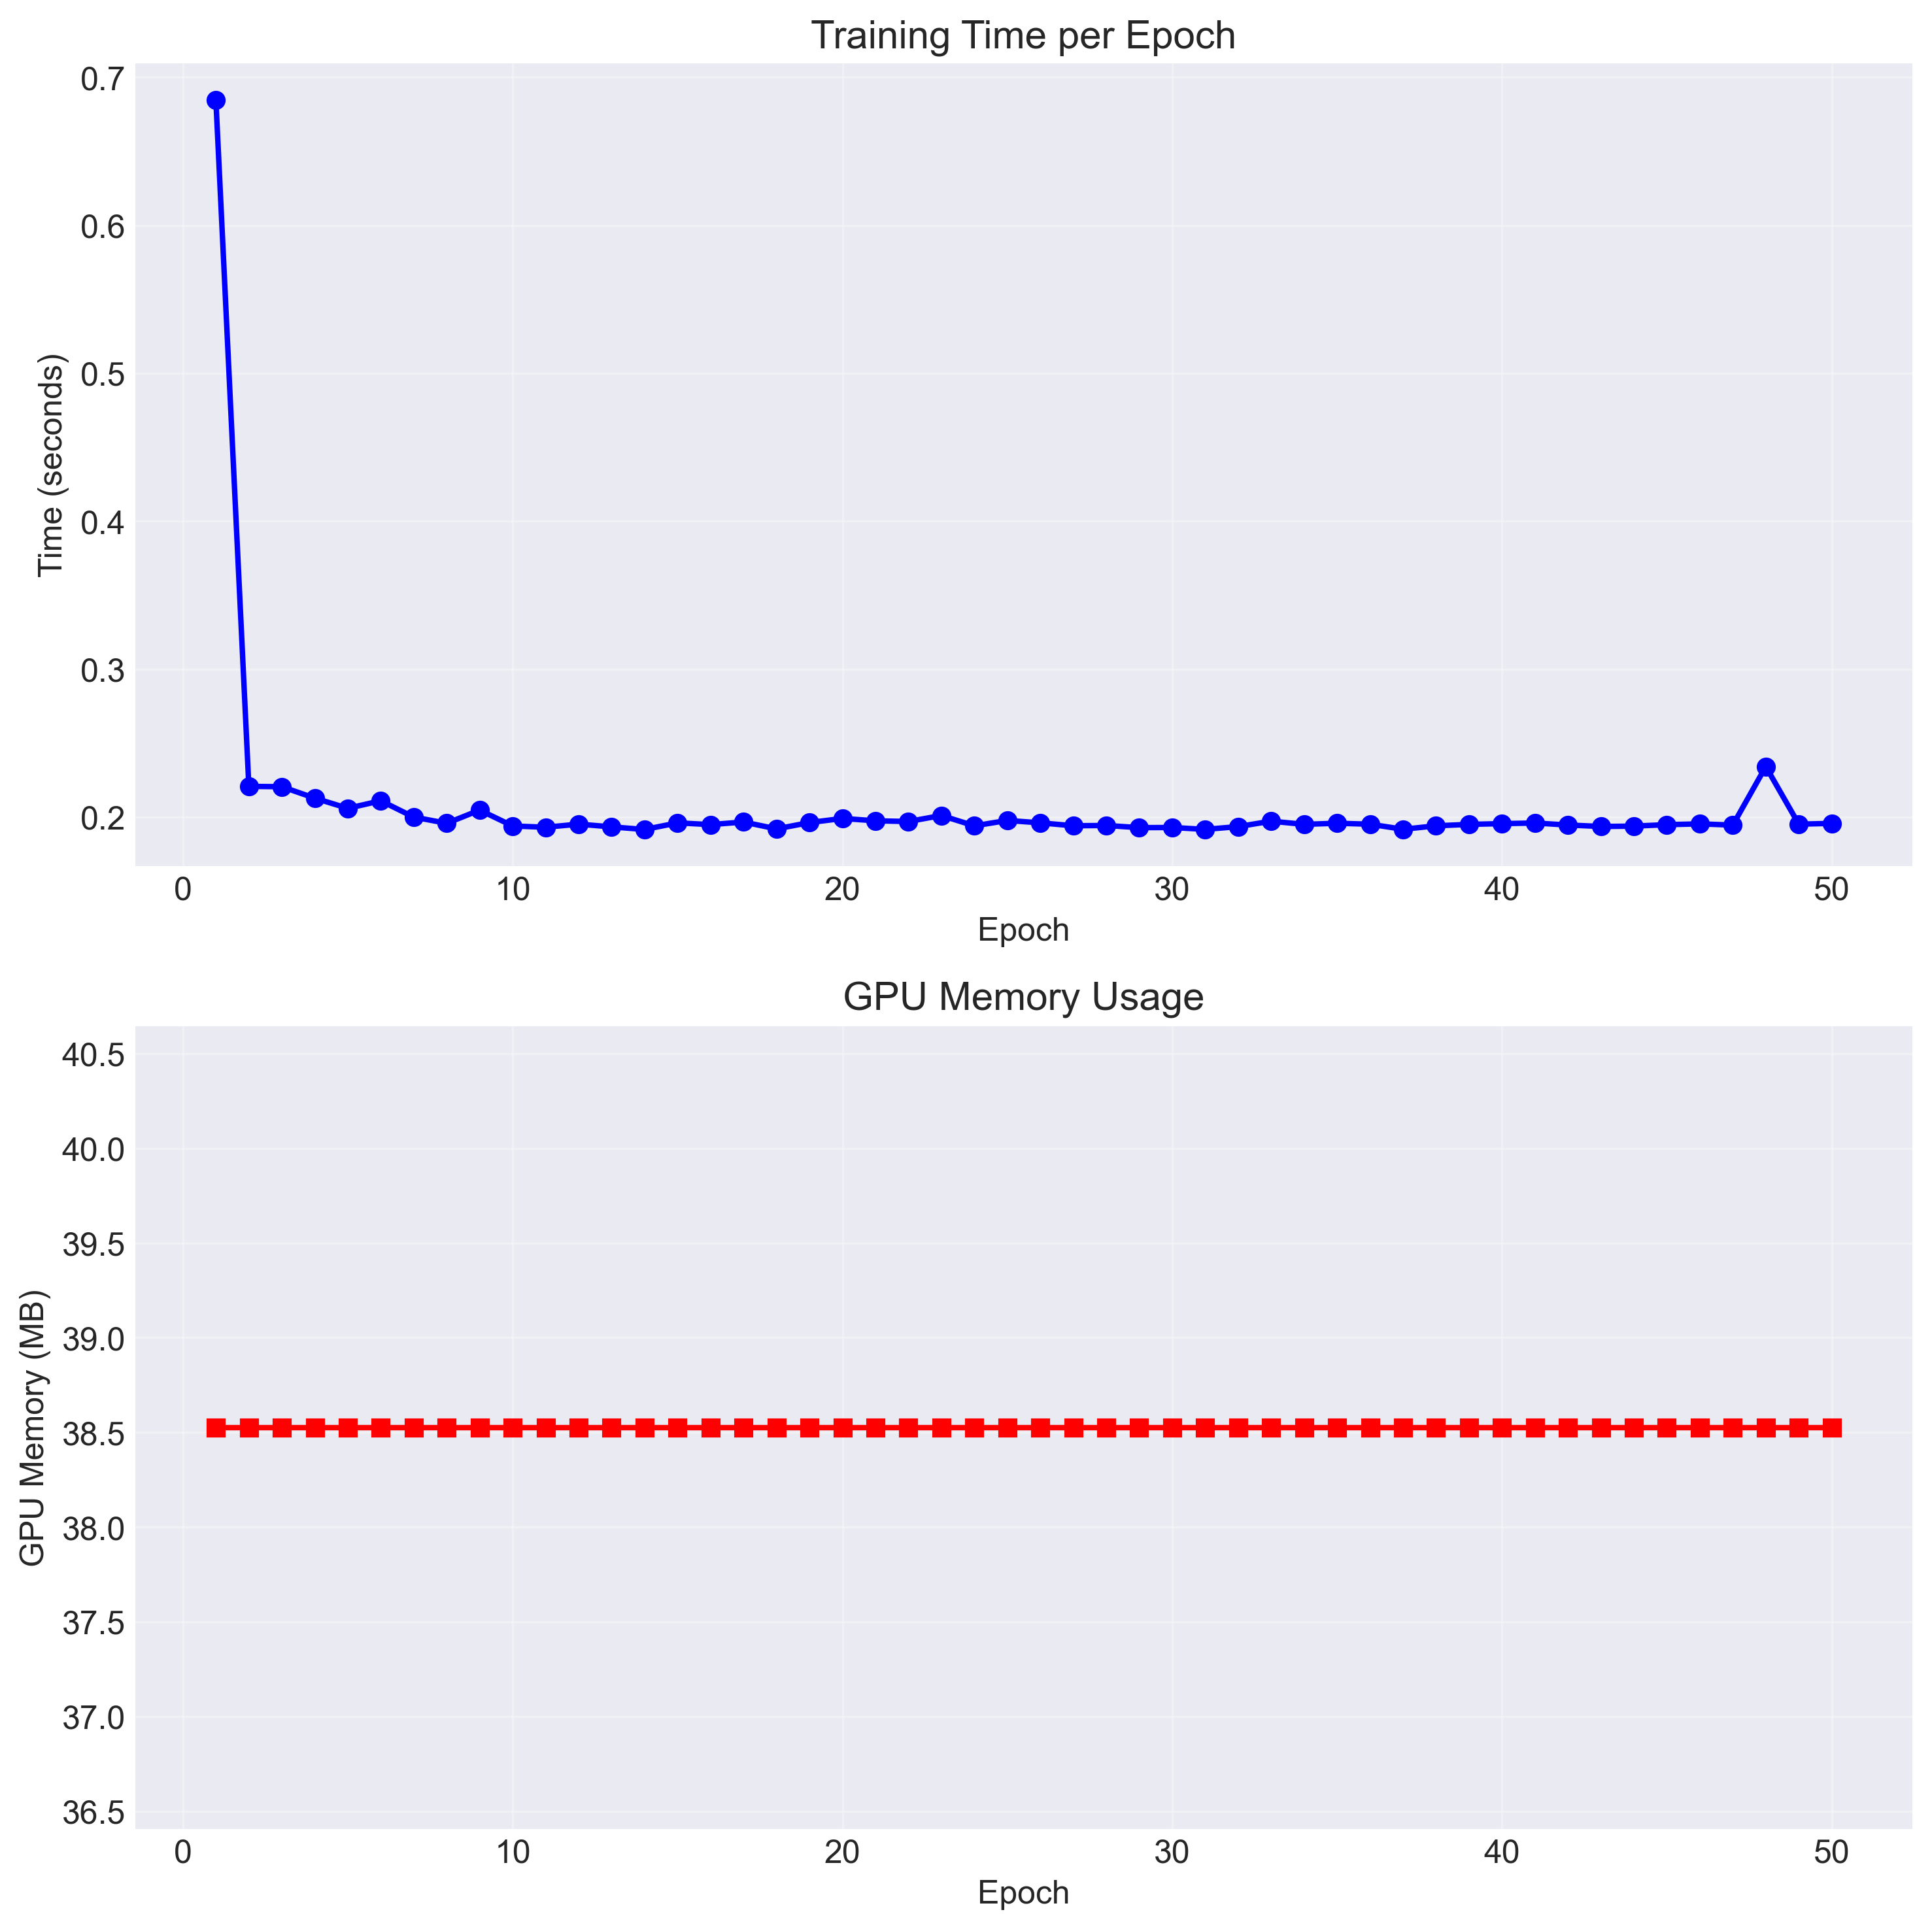 Training Time per Epoch
0.7
0.6
0.5
0.4
0.3
0.2
Time (seconds)
0 10 20 30 40 50
Epoch
GPU Memory Usage
40.5
40.0
39.5
39.0
38.5
38.0
37.5
37.0
36.5
GPU Memory (MB)
0 10 20 30 40 50
Epoch